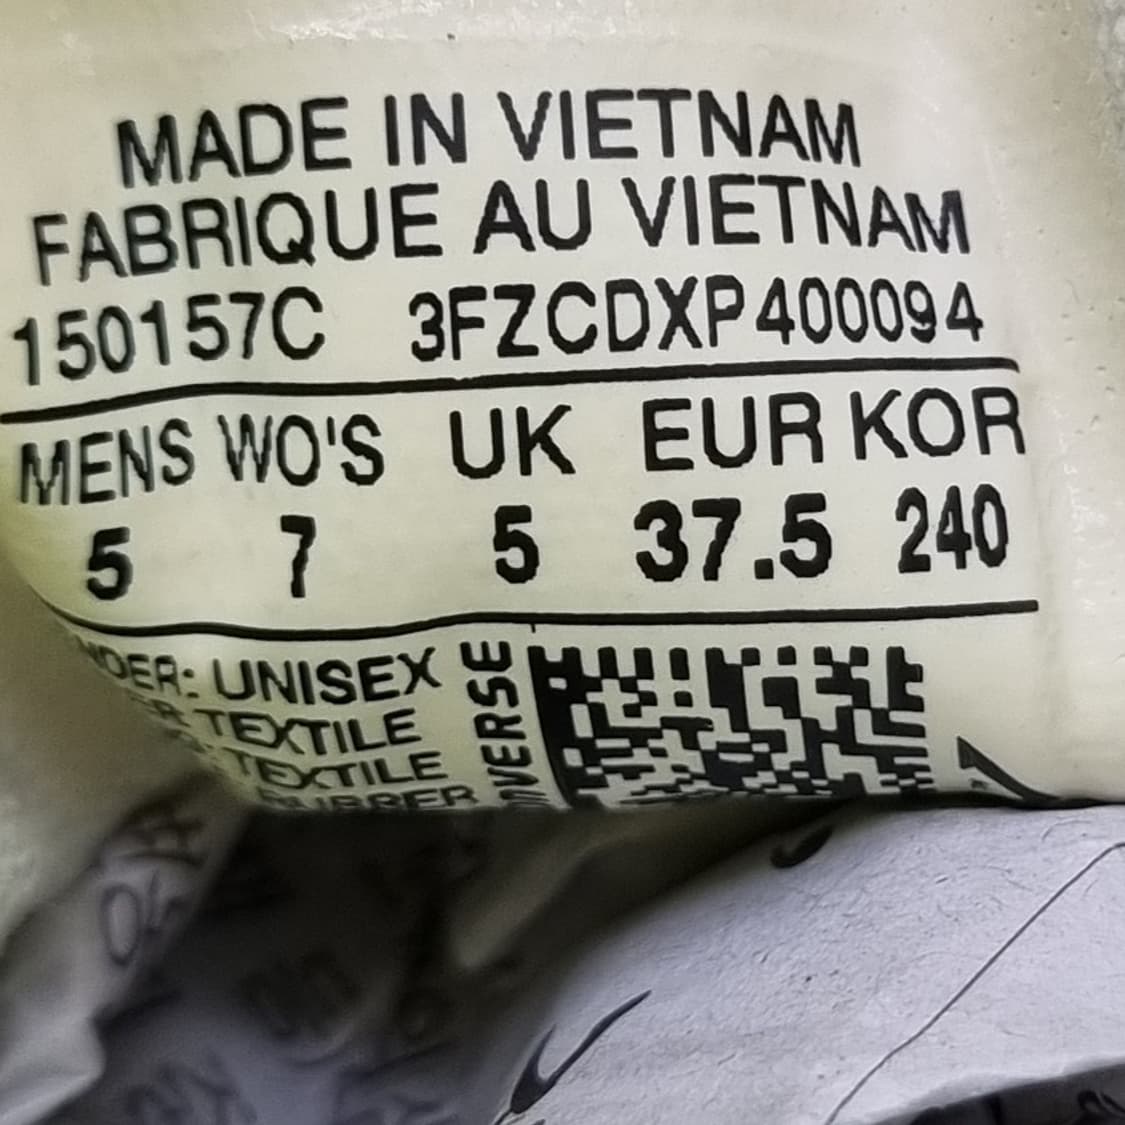 MADE IN VIETNAM
FABRIQUE AU VIETNAM
150157C 3FZCDXP400094
MENS WO'S UK EUR KOR
5 7 5 37.5 240
UNISEX
TEXTILE
TEXTILE
RUBBER